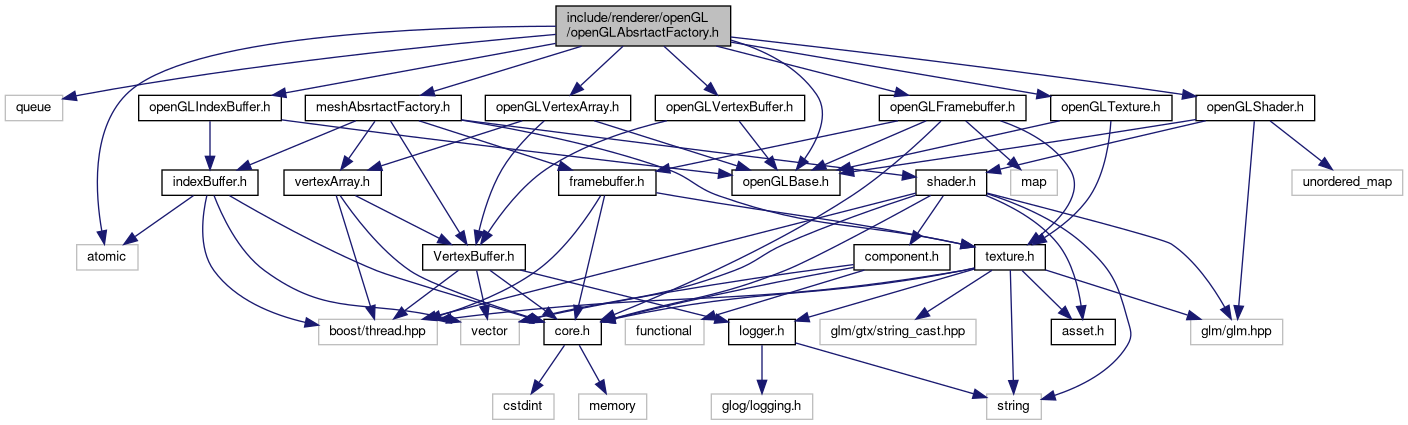 include/renderer/openGL
/openGLAbsrtactFactory.h
queue
openGLIndexBuffer.h
meshAbsrtactFactory.h
openGLVertexArray.h
openGLVertexBuffer.h
openGLFramebuffer.h
openGLTexture.h
openGLShader.h
indexBuffer.h
vertexArray.h
framebuffer.h
openGLBase.h
shader.h
map
unordered_map
atomic
VertexBuffer.h
component.h
texture.h
boost/thread.hpp
vector
core.h
functional
logger.h
glm/gtx/string_cast.hpp
asset.h
glm/glm.hpp
cstdint
memory
glog/logging.h
string